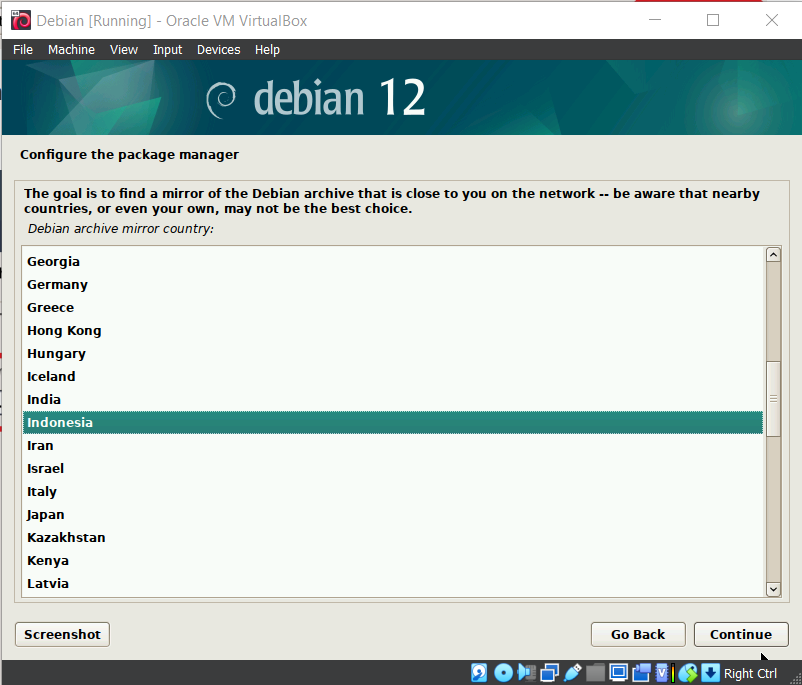 Debian [Running] - Oracle VM VirtualBox
File Machine View Input Devices Help
debian 12
Configure the package manager
The goal is to find a mirror of the Debian archive that is close to you on the network -- be aware that nearby
countries, or even your own, may not be the best choice.
Debian archive mirror country:
Georgia
Germany
Greece
Hong Kong
Hungary
Iceland
India
Indonesia
Iran
Israel
Italy
Japan
Kazakhstan
Kenya
Latvia
Screenshot Go Back Continue
Right Ctrl